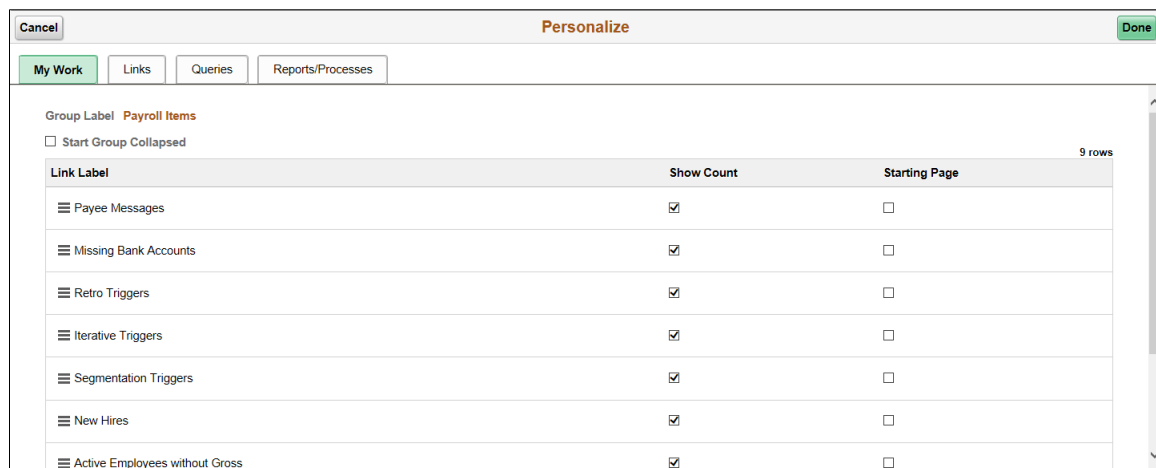 Cancel Personalize Done
My Work Links Queries Reports/Processes
Group Label Payroll Items
Start Group Collapsed
9 rows
Link Label Show Count Starting Page
Payee Messages
Missing Bank Accounts
Retro Triggers
Iterative Triggers
Segmentation Triggers
New Hires
Active Employees without Gross